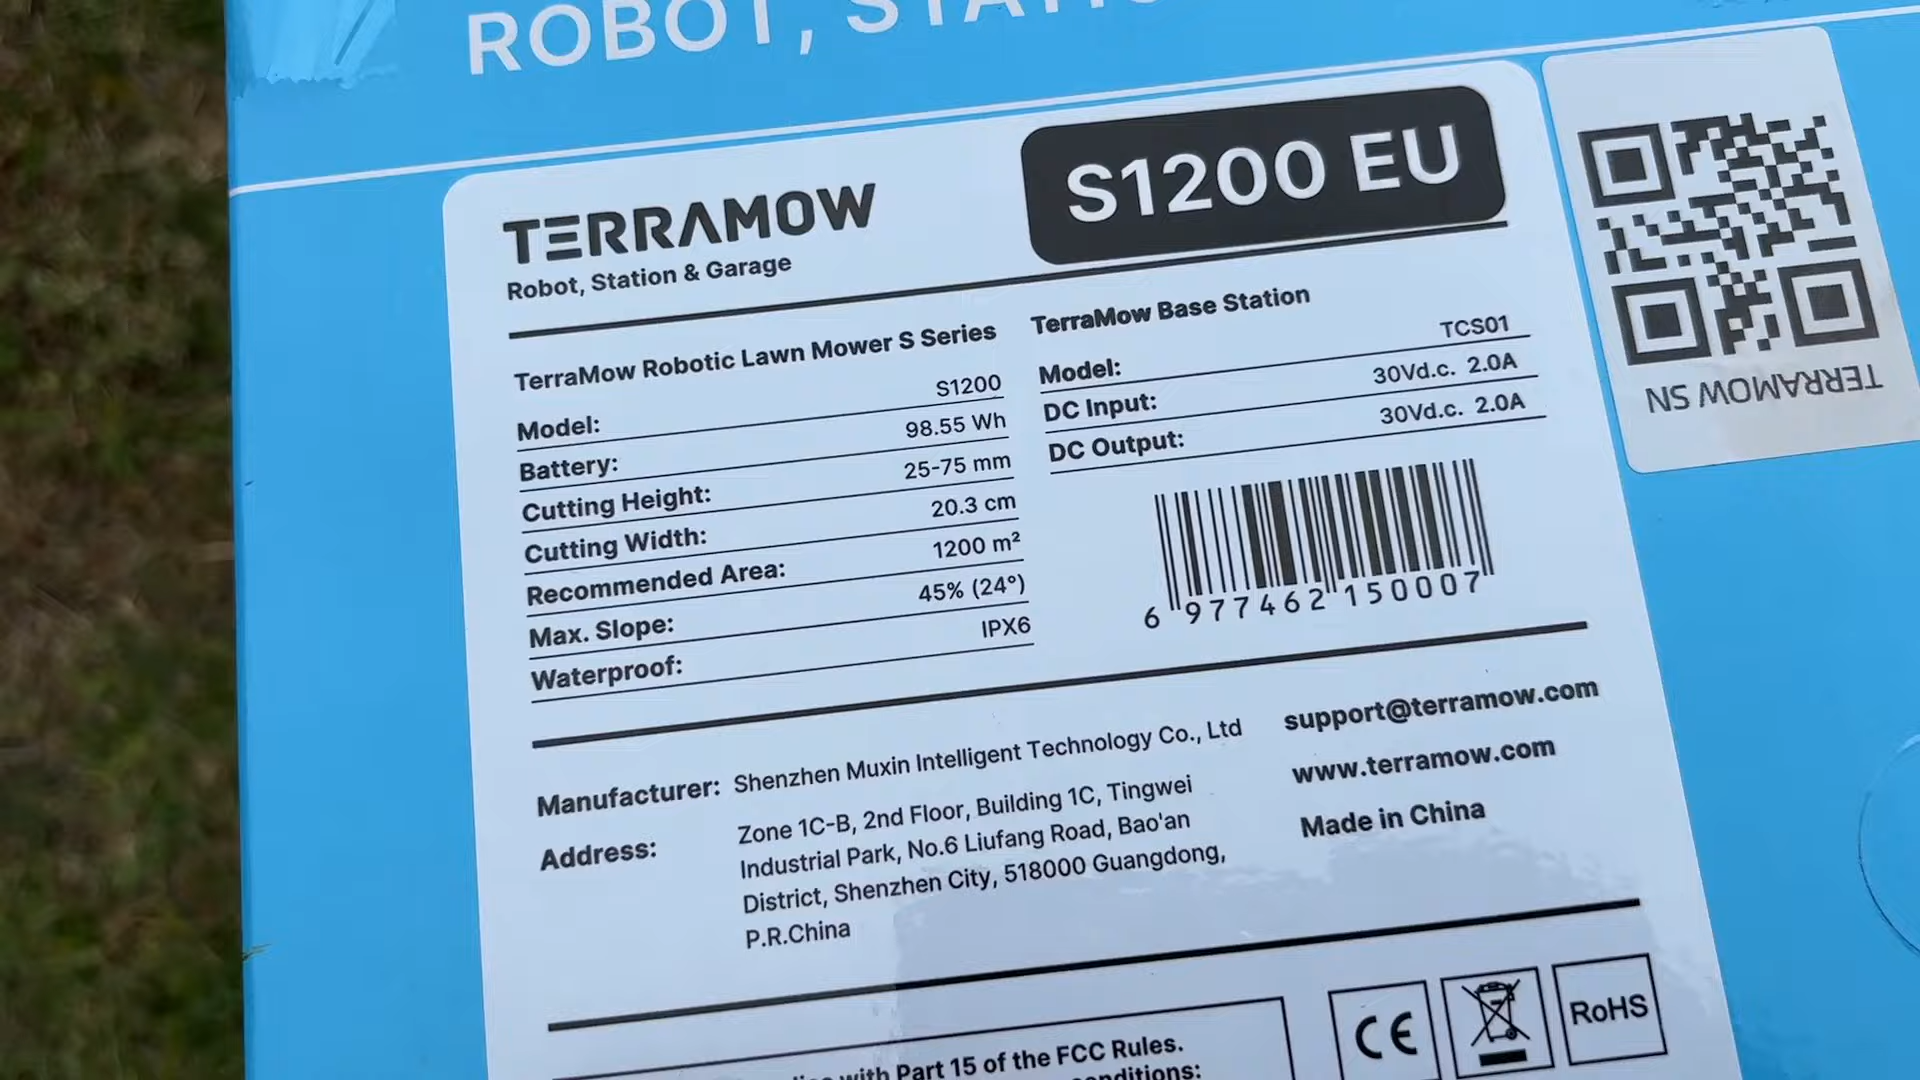 ROBOT,
TERRAMOW
Robot, Station & Garage
S1200 EU
TerraMow Robotic Lawn Mower S Series
Model: S1200
Battery: 98.55 Wh
Cutting Height: 25-75 mm
Cutting Width: 20.3 cm
Recommended Area: 1200 m²
Max. Slope: 45% (24°)
Waterproof: IPX6
TerraMow Base Station
Model: TCS01
DC Input: 30Vd.c. 2.0A
DC Output: 30Vd.c. 2.0A
6 977462 150007
TERRAMOW SN
Manufacturer: Shenzhen Muxin Intelligent Technology Co., Ltd
Address: Zone 1C-B, 2nd Floor, Building 1C, Tingwei
Industrial Park, No.6 Liufang Road, Bao'an
District, Shenzhen City, 518000 Guangdong,
P.R.China
support@terramow.com
www.terramow.com
Made in China
with Part 15 of the FCC Rules.
CE
RoHS